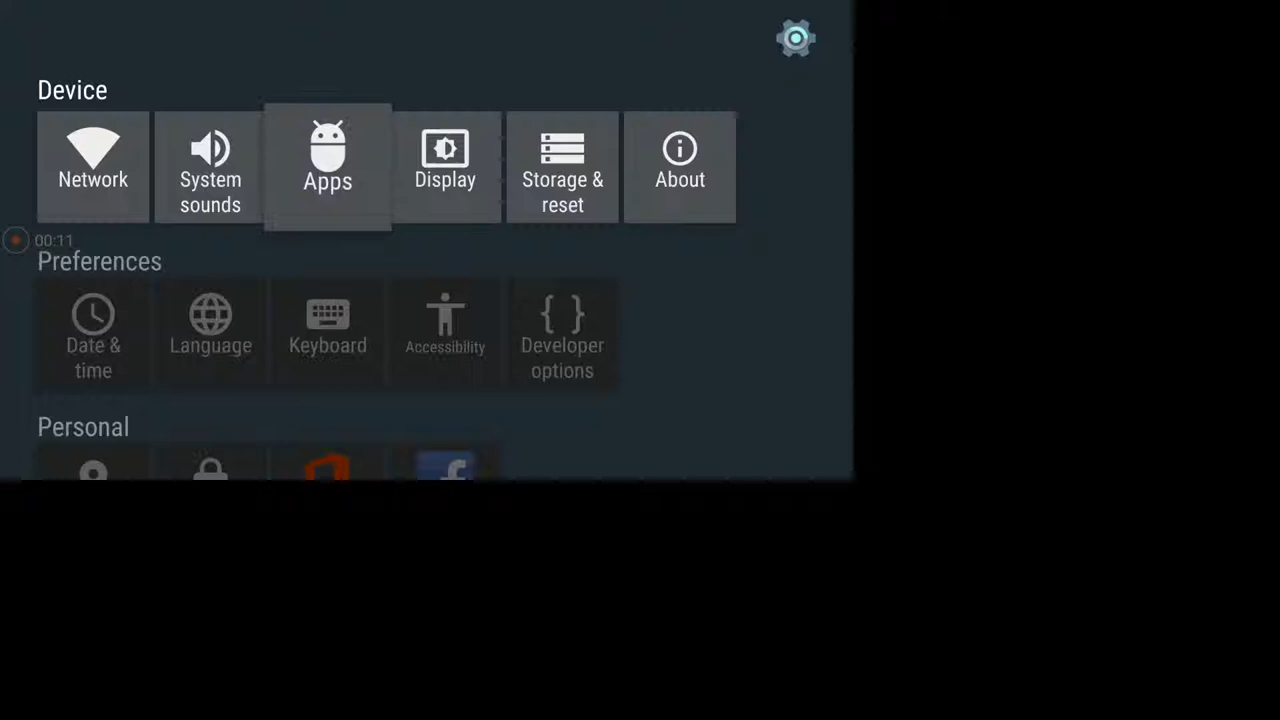 Device
Network
System
sounds
Apps
Display
Storage &
reset
About
00:11
Preferences
Date &
time
Language
Keyboard
Accessibility
Developer
options
Personal